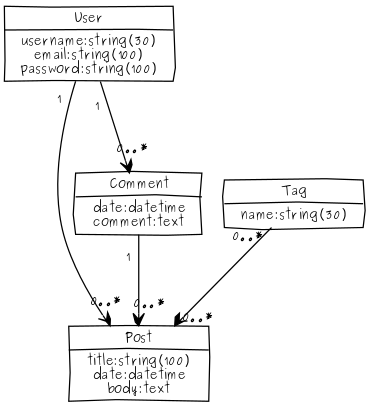 User
username:string(30)
email:string(100)
password:string(100)
1
1
0..*
Comment
date:datetime
comment:text
Tag
name:string(30)
0..*
1
0..*
0..*
0..*
Post
title:string(100)
date:datetime
body:text